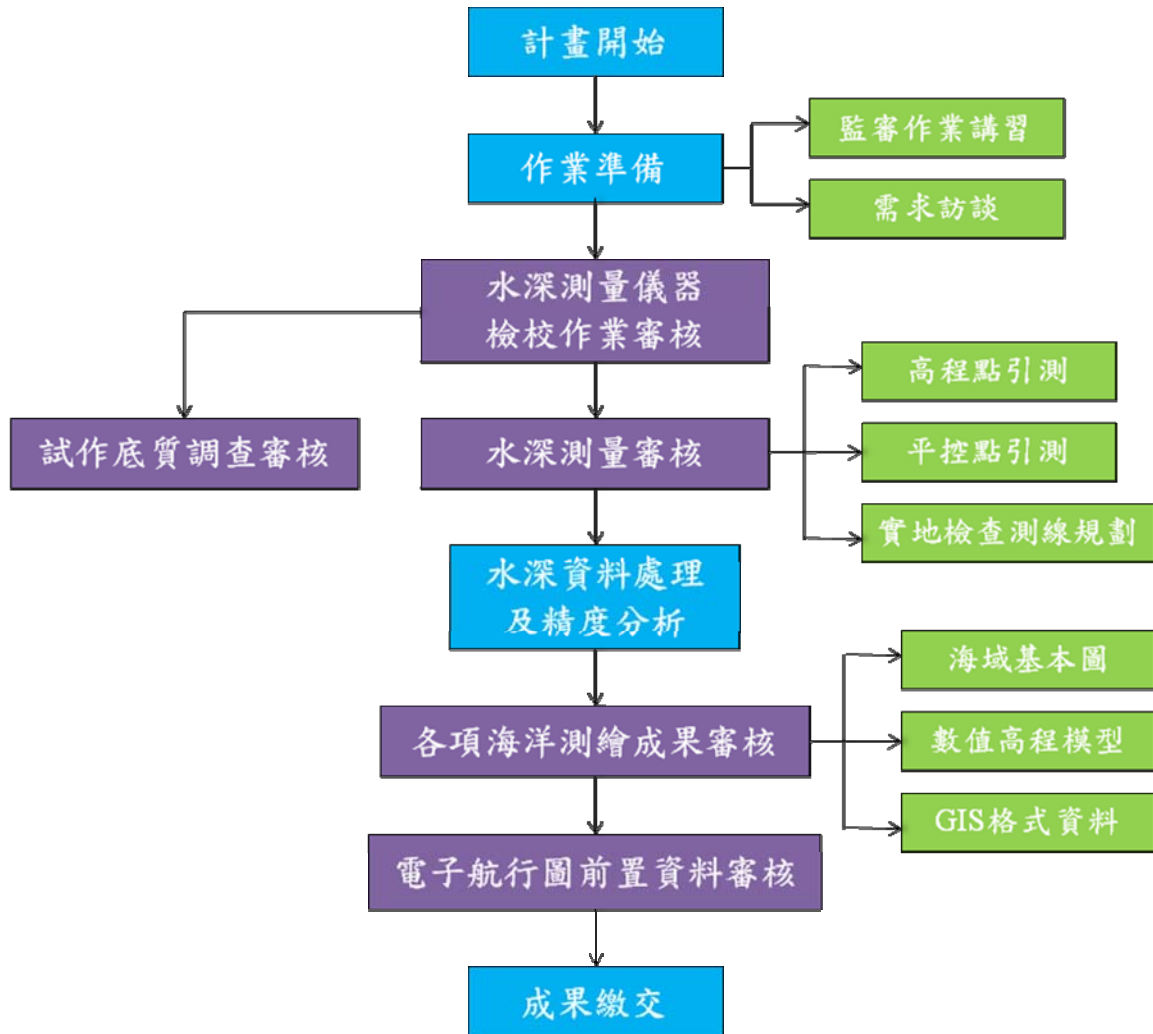 計畫開始
作業準備
監審作業講習
需求訪談
水深測量儀器
檢校作業審核
試作底質調查審核
水深測量審核
高程點引測
平控點引測
實地檢查測線規劃
水深資料處理
及精度分析
各項海洋測繪成果審核
海域基本圖
數值高程模型
GIS格式資料
電子航行圖前置資料審核
成果繳交